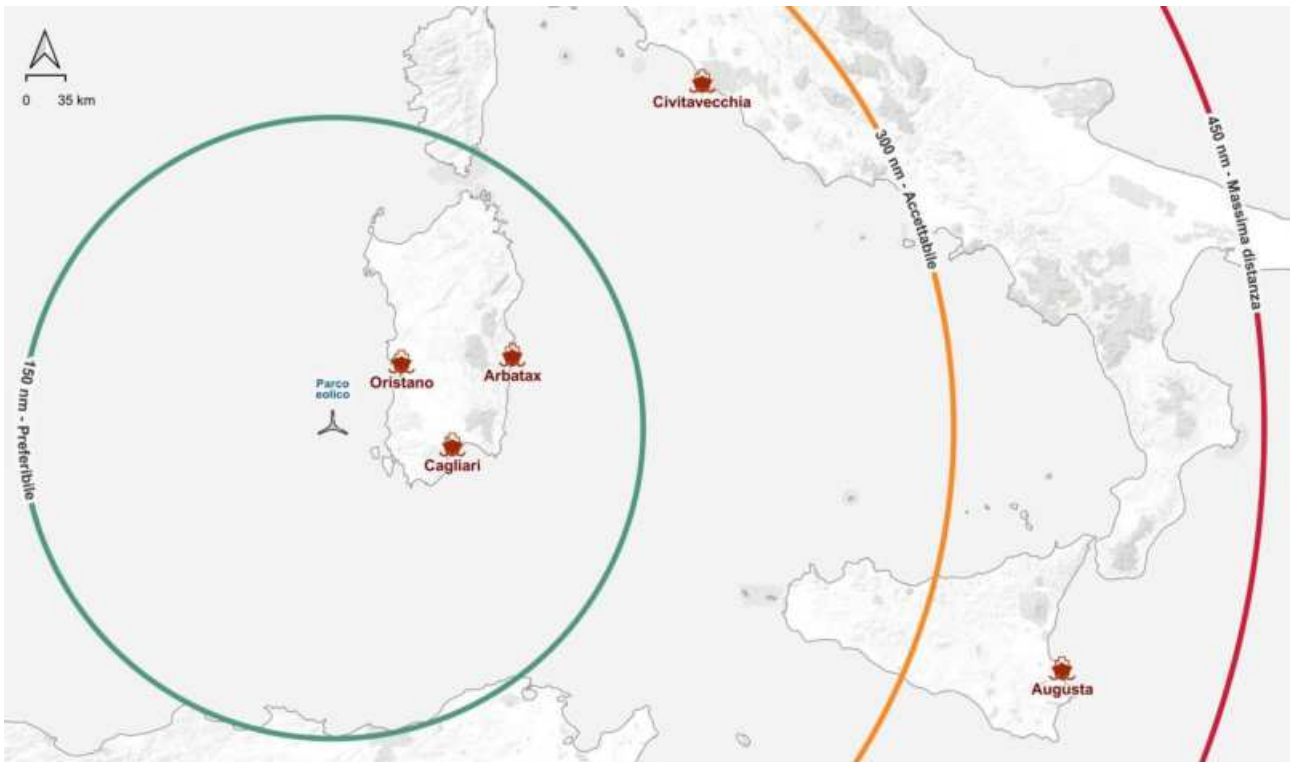 0 35 km
Civitavecchia
300 nm - Accettabile
450 nm - Massima distanza
150 nm - Preferibile
Parco
eolico
Oristano
Arbatax
Cagliari
Augusta